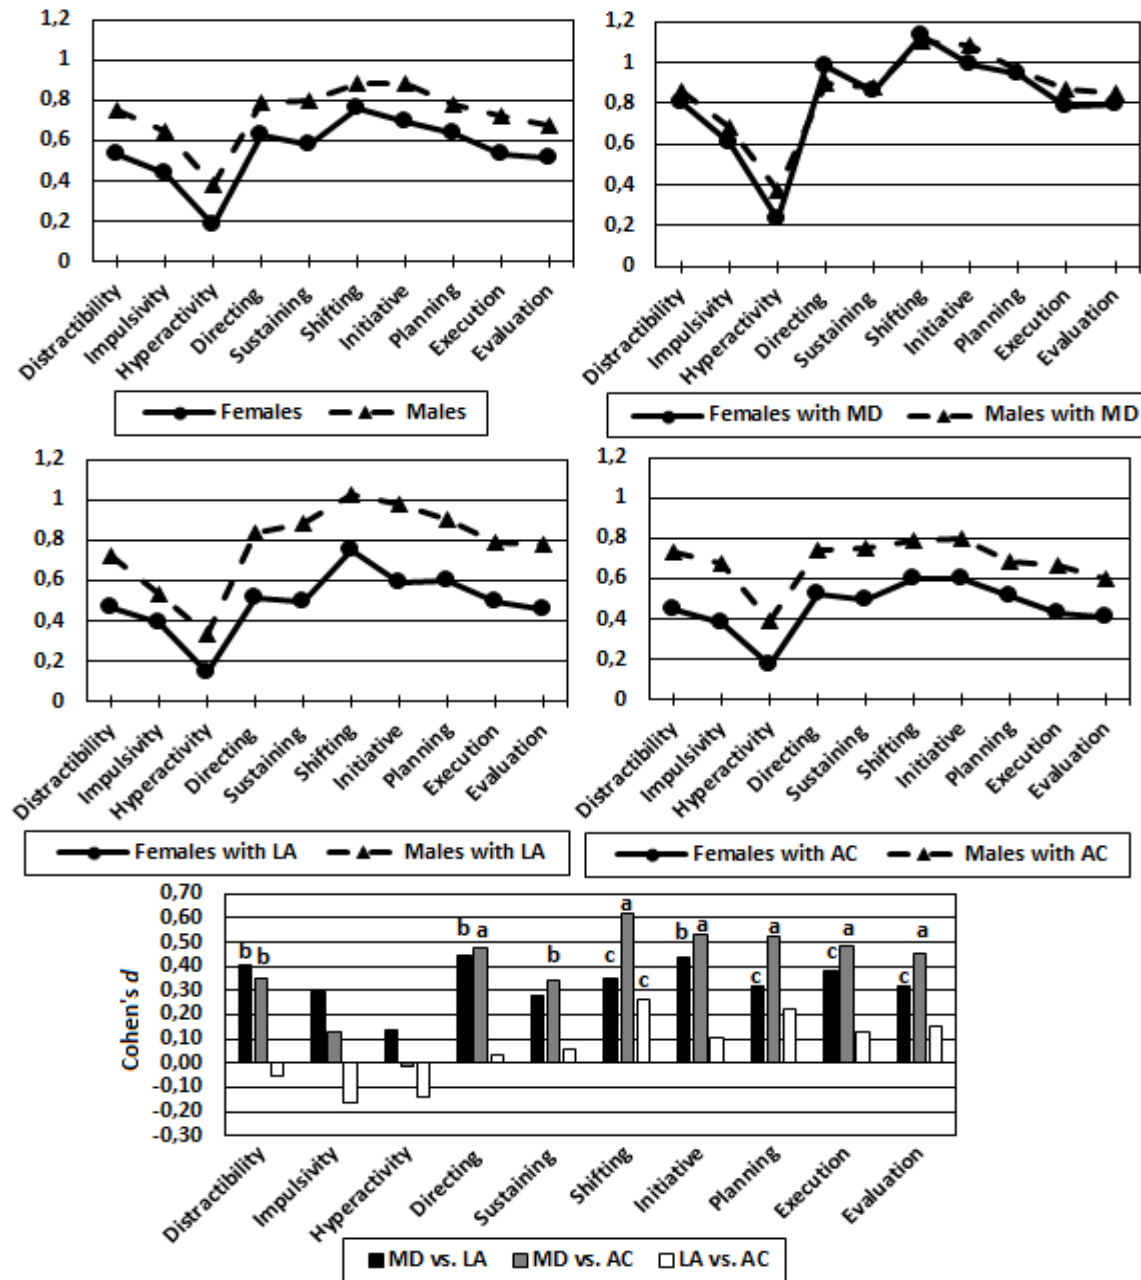 1,2
1
0,8
0,6
0,4
0,2
0
Distractibility
Impulsivity
Hyperactivity
Directing
Sustaining
Shifting
Initiative
Planning
Execution
Evaluation
Females Males
1,2
1
0,8
0,6
0,4
0,2
0
Distractibility
Impulsivity
Hyperactivity
Directing
Sustaining
Shifting
Initiative
Planning
Execution
Evaluation
Females with MD Males with MD
1,2
1
0,8
0,6
0,4
0,2
0
Distractibility
Impulsivity
Hyperactivity
Directing
Sustaining
Shifting
Initiative
Planning
Execution
Evaluation
Females with LA Males with LA
1,2
1
0,8
0,6
0,4
0,2
0
Distractibility
Impulsivity
Hyperactivity
Directing
Sustaining
Shifting
Initiative
Planning
Execution
Evaluation
Females with AC Males with AC
Cohen's d
0,70
0,60
0,50
0,40
0,30
0,20
0,10
0,00
-0,10
-0,20
-0,30
b b
b a
b
c a c
b a
c a
c a
c a
Distractibility
Impulsivity
Hyperactivity
Directing
Sustaining
Shifting
Initiative
Planning
Execution
Evaluation
MD vs. LA MD vs. AC LA vs. AC